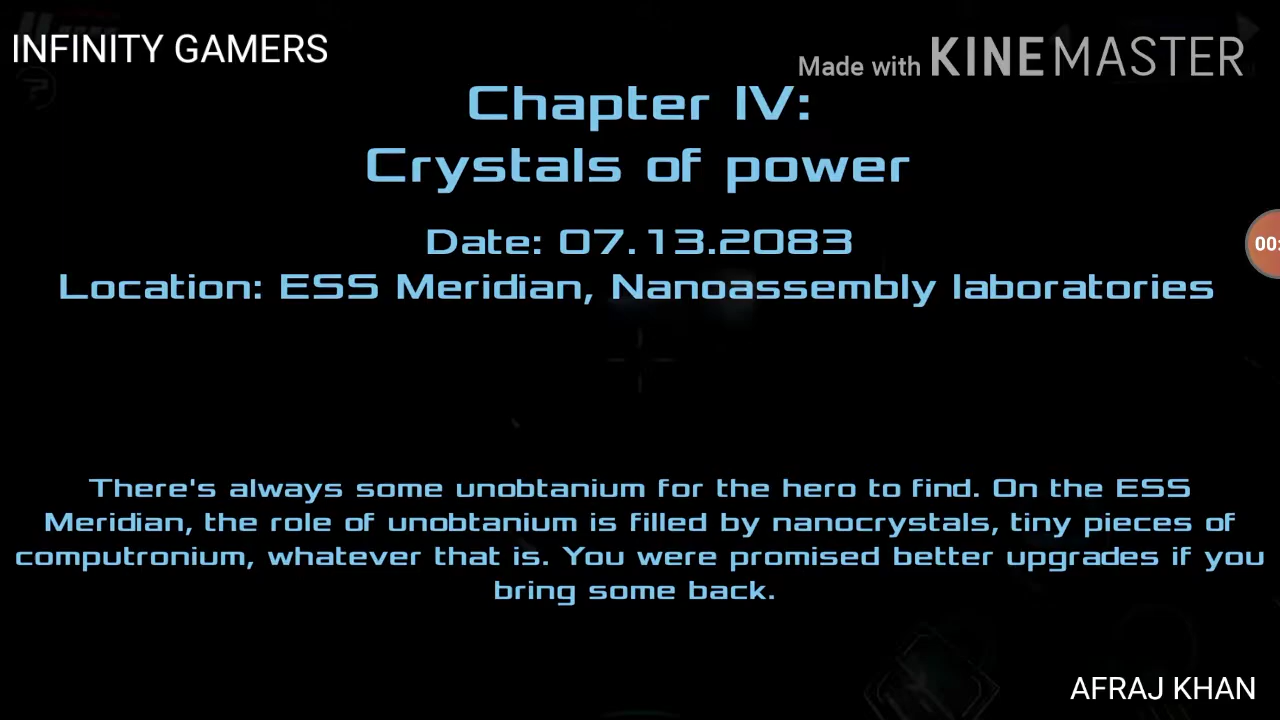 INFINITY GAMERS
Made with KINEMASTER
Chapter IV:
Crystals of power
Date: 07.13.2083
00:
Location: ESS Meridian, Nanoassembly laboratories
There's always some unobtanium for the hero to find. On the ESS
Meridian, the role of unobtanium is filled by nanocrystals, tiny pieces of
computronium, whatever that is. You were promised better upgrades if you
bring some back.
AFRAJ KHAN